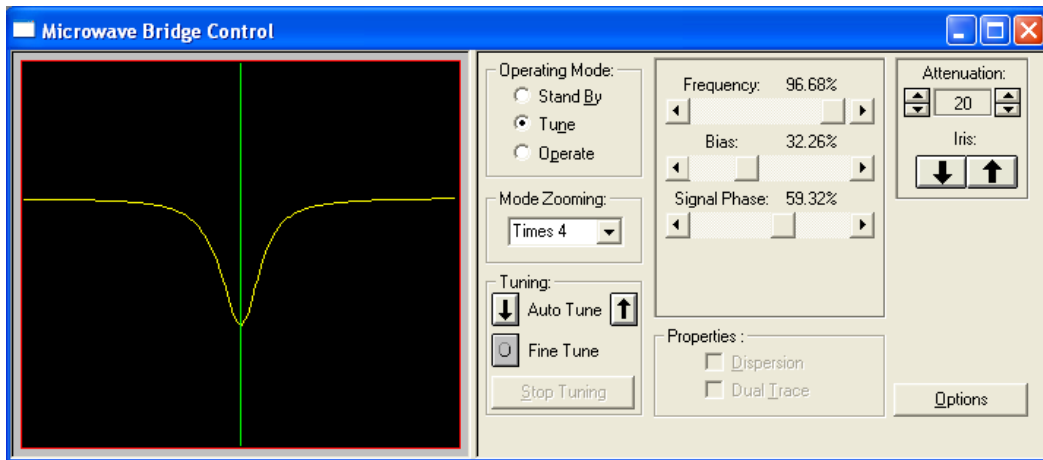 Microwave Bridge Control
Operating Mode:
Stand By
Tune
Operate
Mode Zooming:
Times 4
Tuning:
Auto Tune
Fine Tune
Stop Tuning
Frequency: 96.68%
Bias: 32.26%
Signal Phase: 59.32%
Properties :
Dispersion
Dual Trace
Attenuation:
20
Iris:
Options